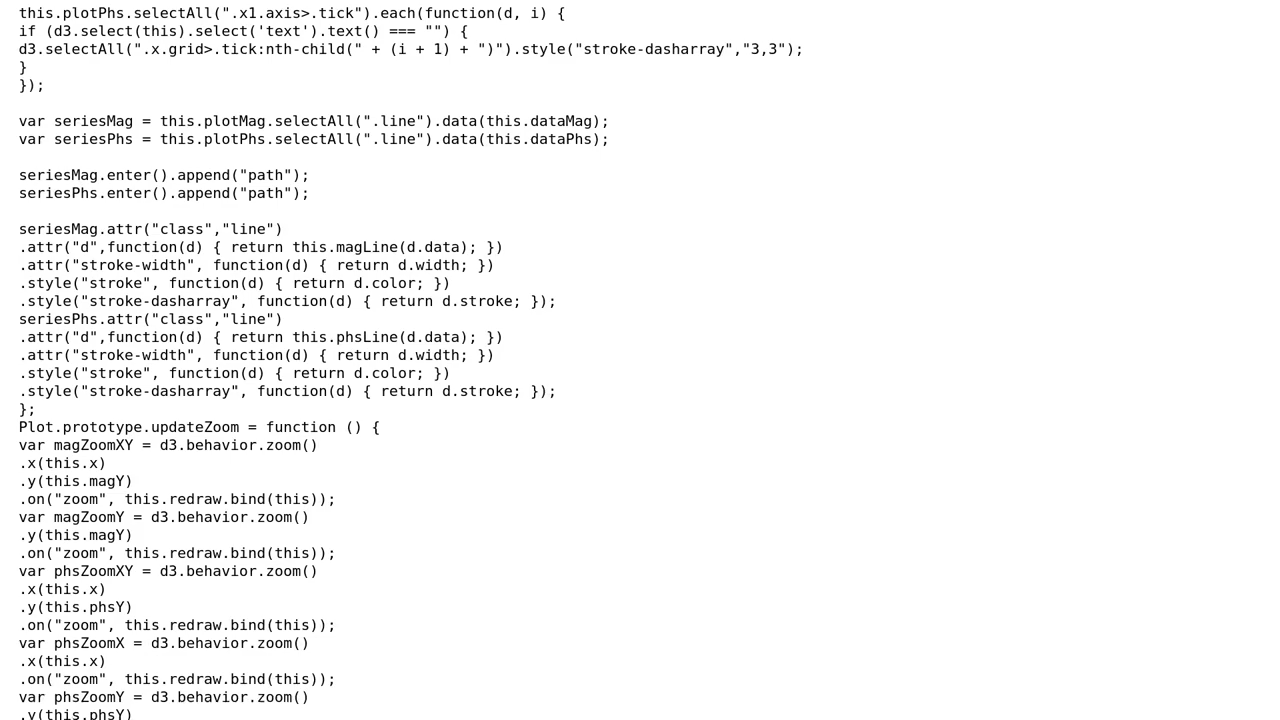 this.plotPhs.selectAll(".x1.axis>.tick").each(function(d, i) {
if (d3.select(this).select('text').text() === "") {
d3.selectAll(".x.grid>.tick:nth-child(" + (i + 1) + ")").style("stroke-dasharray","3,3");
}
});

var seriesMag = this.plotMag.selectAll(".line").data(this.dataMag);
var seriesPhs = this.plotPhs.selectAll(".line").data(this.dataPhs);

seriesMag.enter().append("path");
seriesPhs.enter().append("path");

seriesMag.attr("class","line")
.attr("d",function(d) { return this.magLine(d.data); })
.attr("stroke-width", function(d) { return d.width; })
.style("stroke", function(d) { return d.color; })
.style("stroke-dasharray", function(d) { return d.stroke; });
seriesPhs.attr("class","line")
.attr("d",function(d) { return this.phsLine(d.data); })
.attr("stroke-width", function(d) { return d.width; })
.style("stroke", function(d) { return d.color; })
.style("stroke-dasharray", function(d) { return d.stroke; });
};
Plot.prototype.updateZoom = function () {
var magZoomXY = d3.behavior.zoom()
.x(this.x)
.y(this.magY)
.on("zoom", this.redraw.bind(this));
var magZoomY = d3.behavior.zoom()
.y(this.magY)
.on("zoom", this.redraw.bind(this));
var phsZoomXY = d3.behavior.zoom()
.x(this.x)
.y(this.phsY)
.on("zoom", this.redraw.bind(this));
var phsZoomX = d3.behavior.zoom()
.x(this.x)
.on("zoom", this.redraw.bind(this));
var phsZoomY = d3.behavior.zoom()
.y(this.phsY)